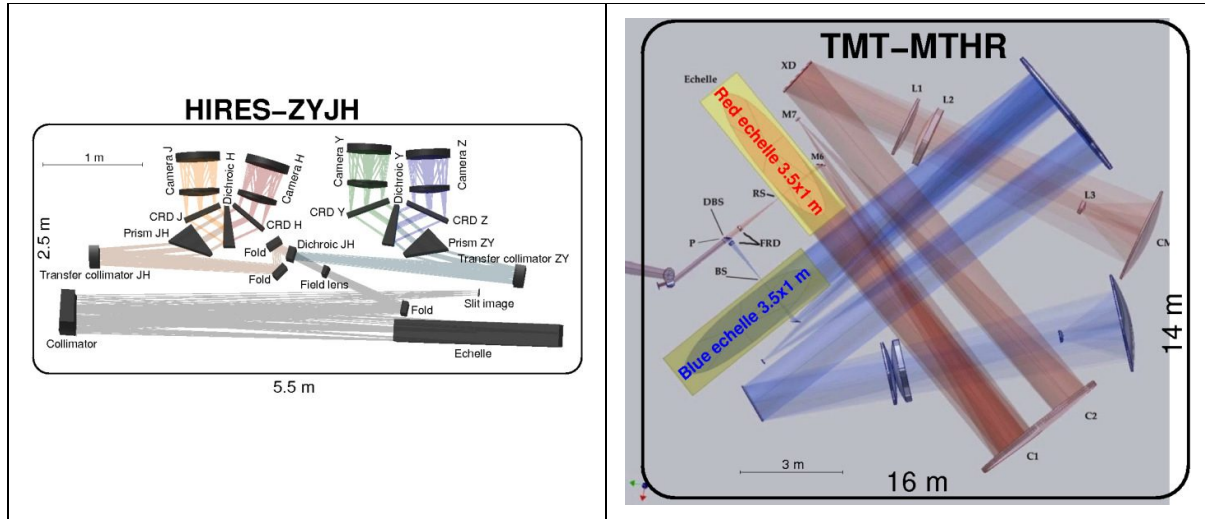 HIRES-ZYJH
1 m
2.5 m
5.5 m
Camera J
Dichroic H
Camera H
Camera Y
Dichroic Y
Camera Z
CRD J
CRD H
CRD Y
CRD Z
Prism JH
Prism ZY
Fold
Dichroic JH
Transfer collimator ZY
Transfer collimator JH
Fold
Field lens
Slit image
Fold
Collimator
Echelle
TMT-MTHR
XD
Echelle
L1
L2
M7
Red echelle 3.5x1 m
M6
RS
DBS
P
FRD
BS
L3
CM
Blue echelle 3.5x1 m
14 m
C2
C1
3 m
16 m